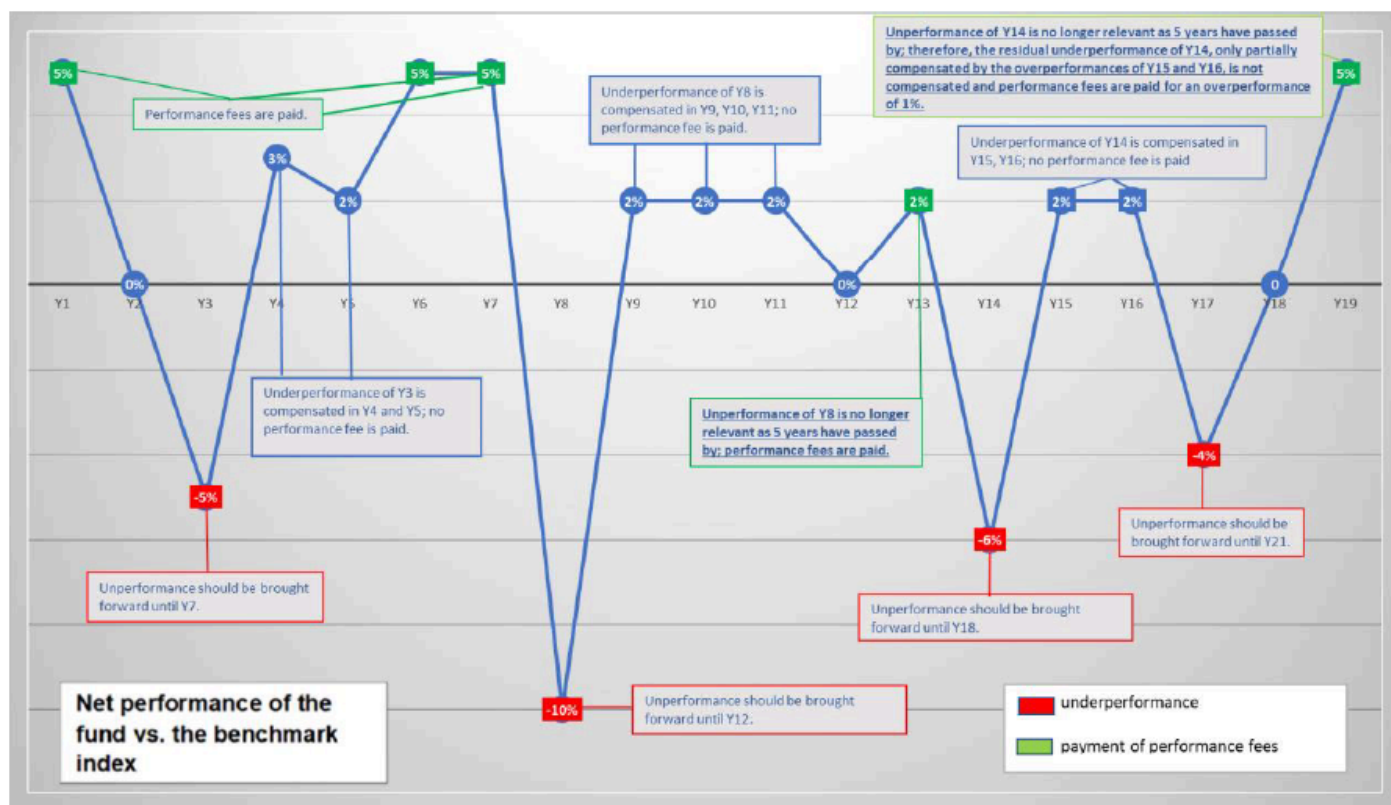 Unperformance of Y14 is no longer relevant as 5 years have passed
by; therefore, the residual underperformance of Y14, only partially
compensated by the overperformances of Y15 and Y16, is not
compensated and performance fees are paid for an overperformance
of 1%.
5%
5%
5%
5%
Performance fees are paid.
Underperformance of Y8 is
compensated in Y9, Y10, Y11; no
performance fee is paid.
Underperformance of Y14 is compensated in
Y15, Y16; no performance fee is paid
3%
2%
2%
2%
2%
2%
2%
2%
0%
0%
0
Y1
Y2
Y3
Y4
Y5
Y6
Y7
Y8
Y9
Y10
Y11
Y12
Y13
Y14
Y15
Y16
Y17
Y18
Y19
Underperformance of Y3 is
compensated in Y4 and Y5; no
performance fee is paid.
Unperformance of Y8 is no longer
relevant as 5 years have passed
by; performance fees are paid.
-5%
-4%
-6%
Unperformance should be
brought forward until Y21.
Unperformance should be brought
forward until Y7.
Unperformance should be brought
forward until Y18.
-10%
Unperformance should be brought
forward until Y12.
Net performance of the
fund vs. the benchmark
index
underperformance
payment of performance fees